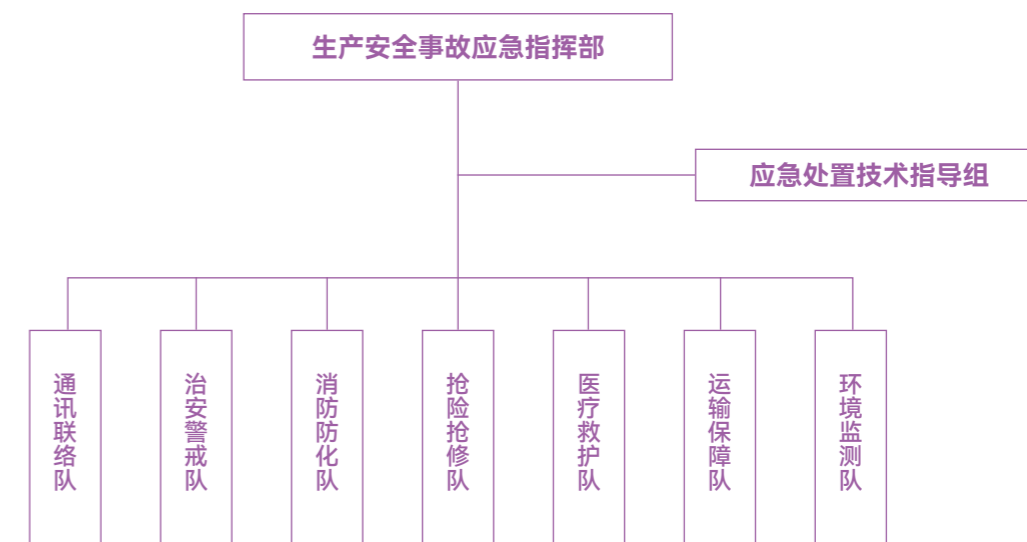 生产安全事故应急指挥部
应急处置技术指导组
通讯联络队
治安警戒队
消防防化队
抢险抢修队
医疗救护队
运输保障队
环境监测队